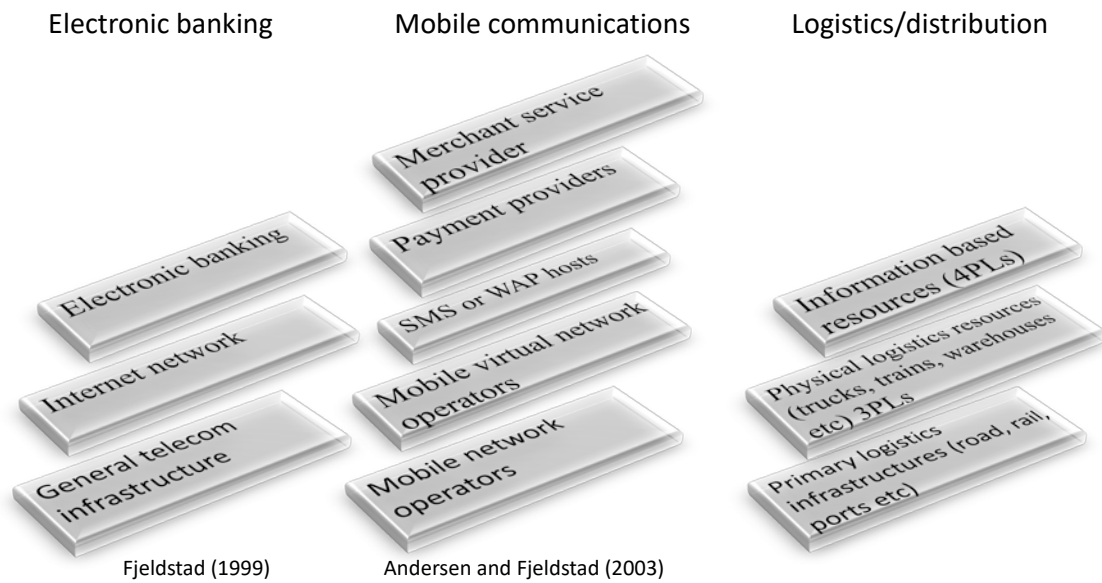 Electronic banking
Mobile communications
Logistics/distribution
Electronic banking
Internet network
General telecom
infrastructure
Fjeldstad (1999)
Merchant service
provider
Payment providers
SMS or WAP hosts
Mobile virtual network
operators
Mobile network
operators
Andersen and Fjeldstad (2003)
Information based
resources (4PLs)
Physical logistics resources
(trucks, trains, warehouses
etc) 3PLs
Primary logistics
infrastructures (road, rail,
ports etc)